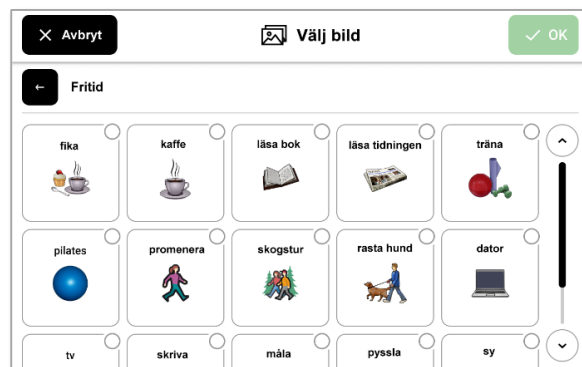 Avbryt
Välj bild
OK
Fritid
fika
kaffe
läsa bok
läsa tidningen
träna
pilates
promenera
skogstur
rasta hund
dator
tv
skriva
måla
pyssla
sy